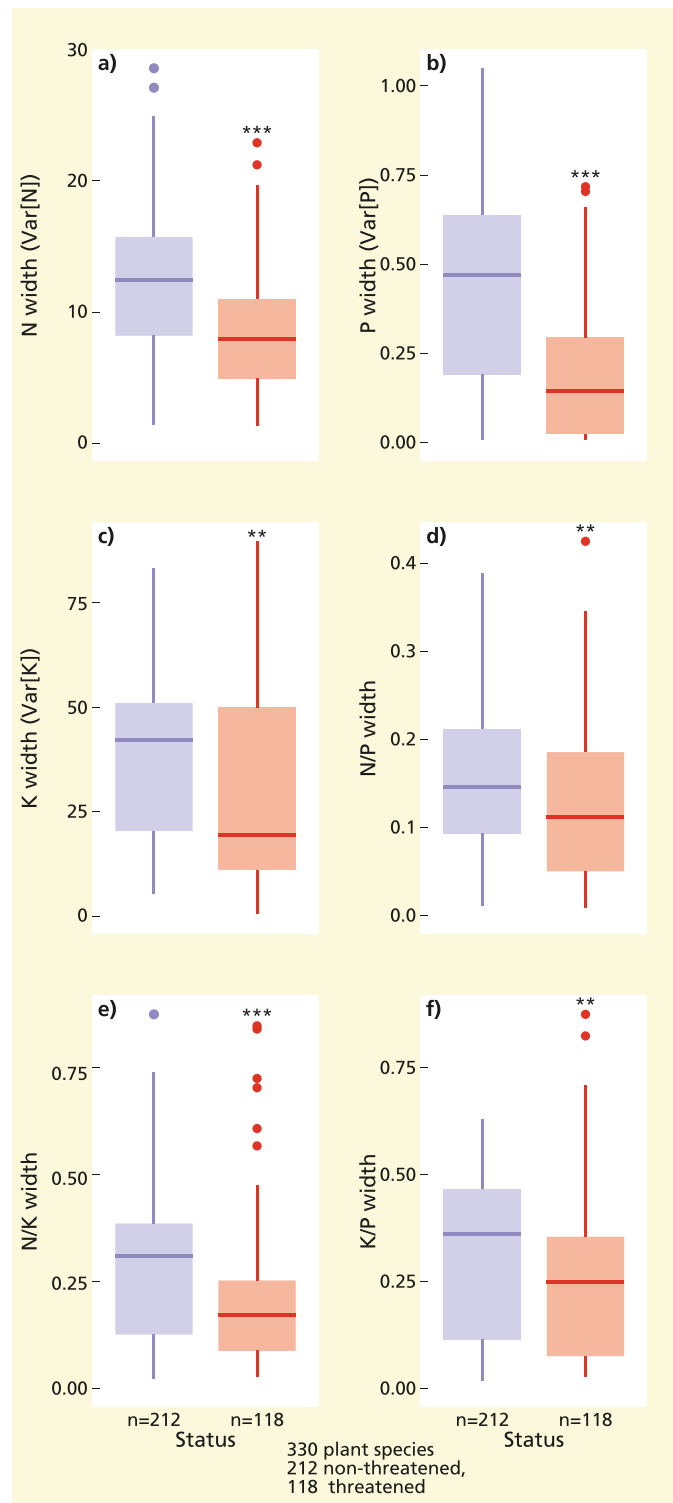 a)
***
30
20
10
0
N width (Var[N])
b)
***
1.00
0.75
0.50
0.25
0.00
P width (Var[P])
c)
**
75
50
25
0
K width (Var[K])
d)
**
0.4
0.3
0.2
0.1
0.0
N/P width
e)
***
0.75
0.50
0.25
0.00
N/K width
n=212 n=118
Status
f)
**
0.75
0.50
0.25
0.00
K/P width
n=212 n=118
Status
330 plant species
212 non-threatened,
118 threatened